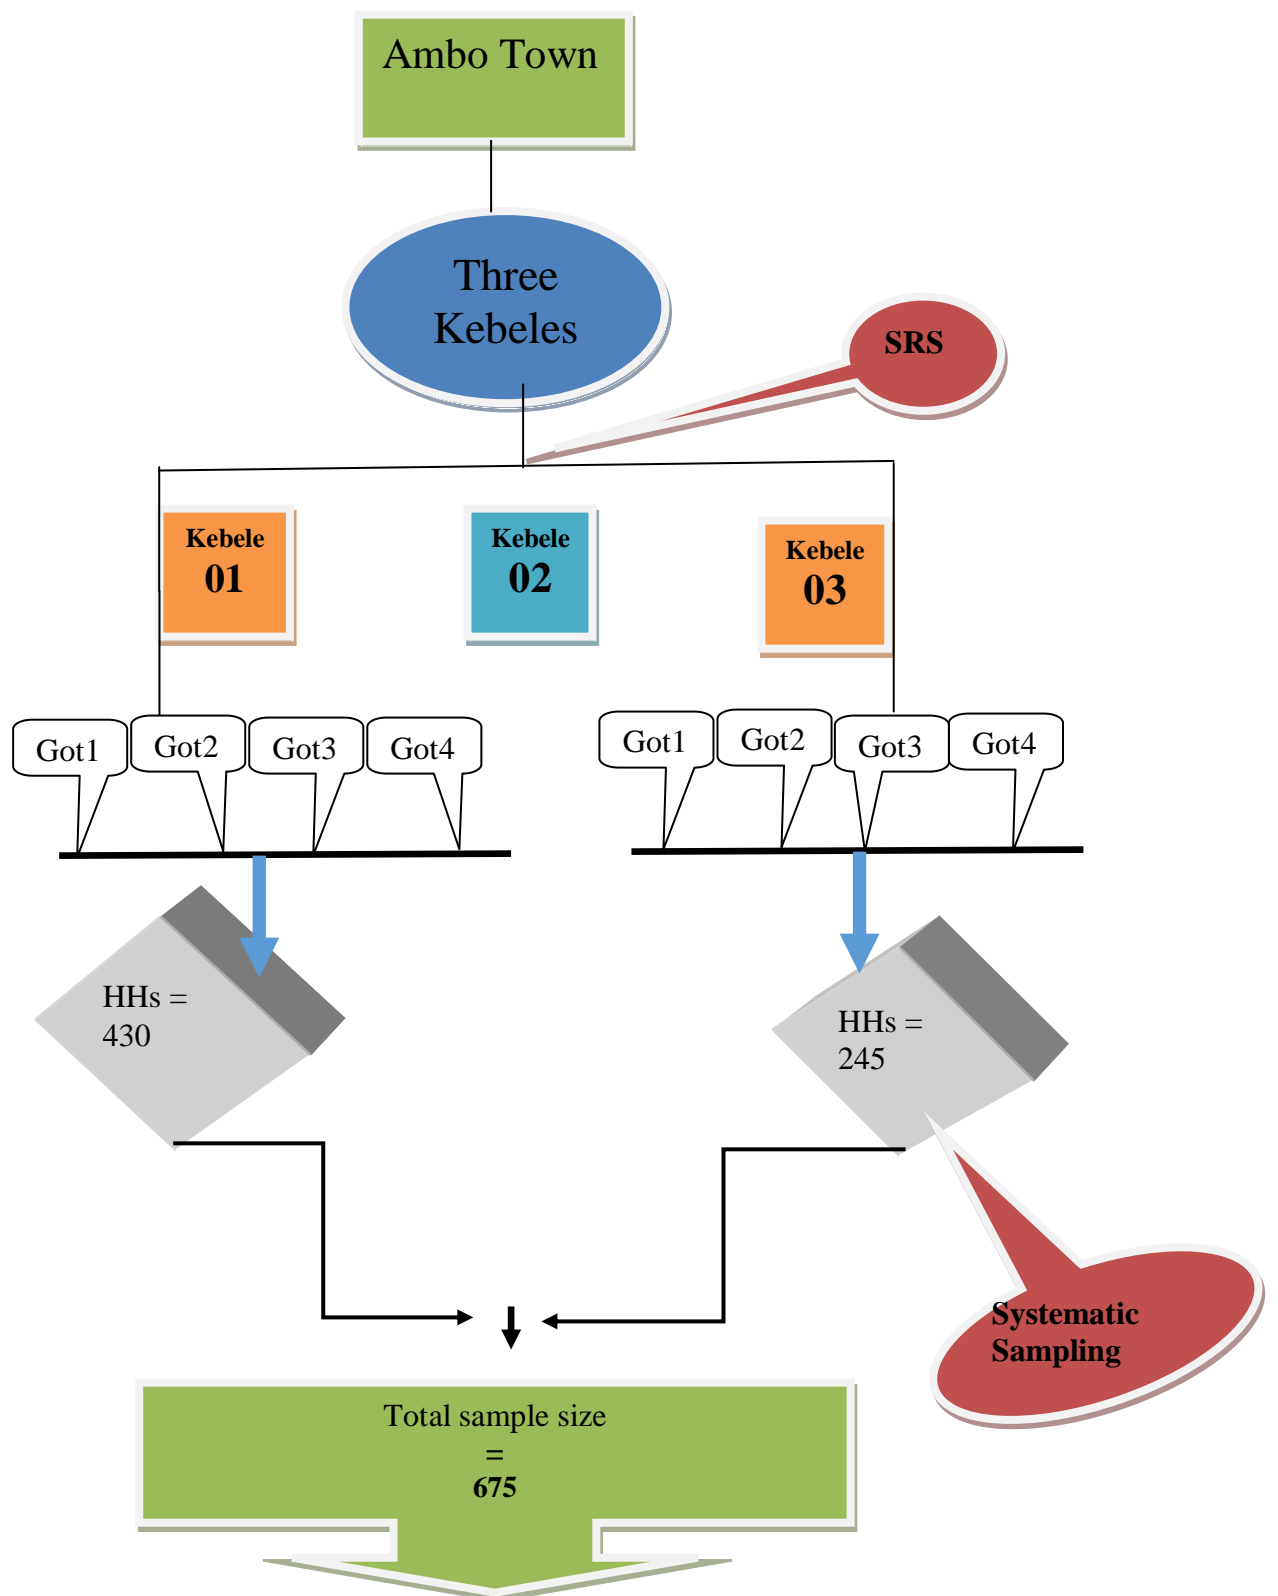 Ambo Town
Three
Kebeles
SRS
Kebele
01
Kebele
02
Kebele
03
Got1
Got2
Got3
Got4
Got1
Got2
Got3
Got4
HHs =
430
HHs =
245
Systematic
Sampling
Total sample size
=
675